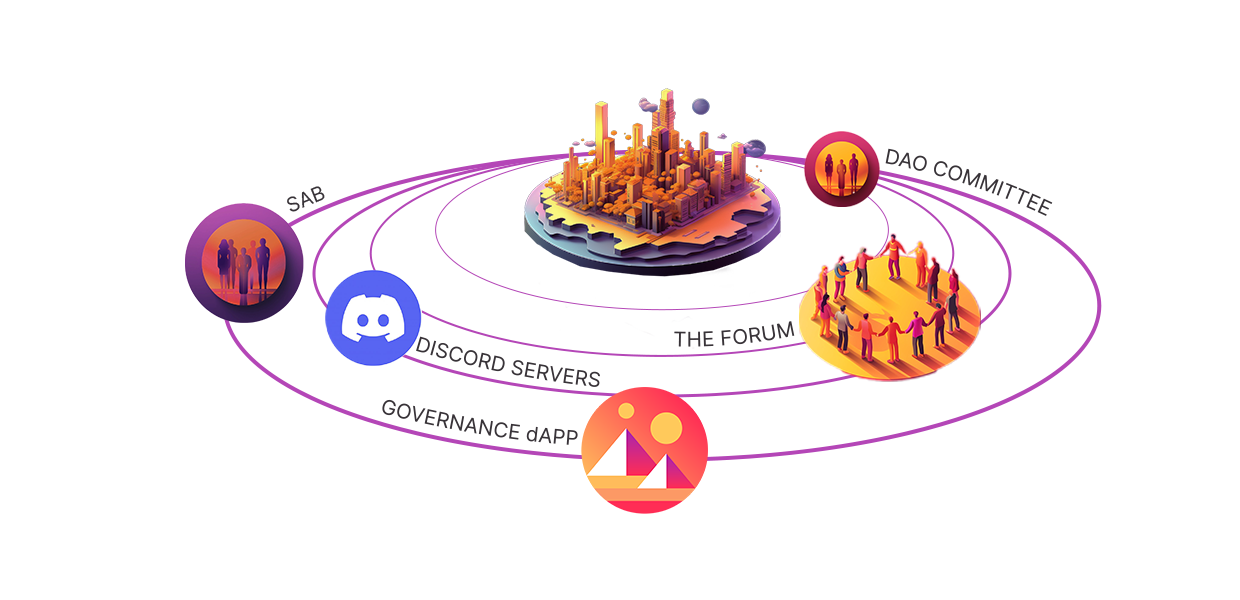 DAO COMMITTEE
SAB
THE FORUM
DISCORD SERVERS
GOVERNANCE dAPP